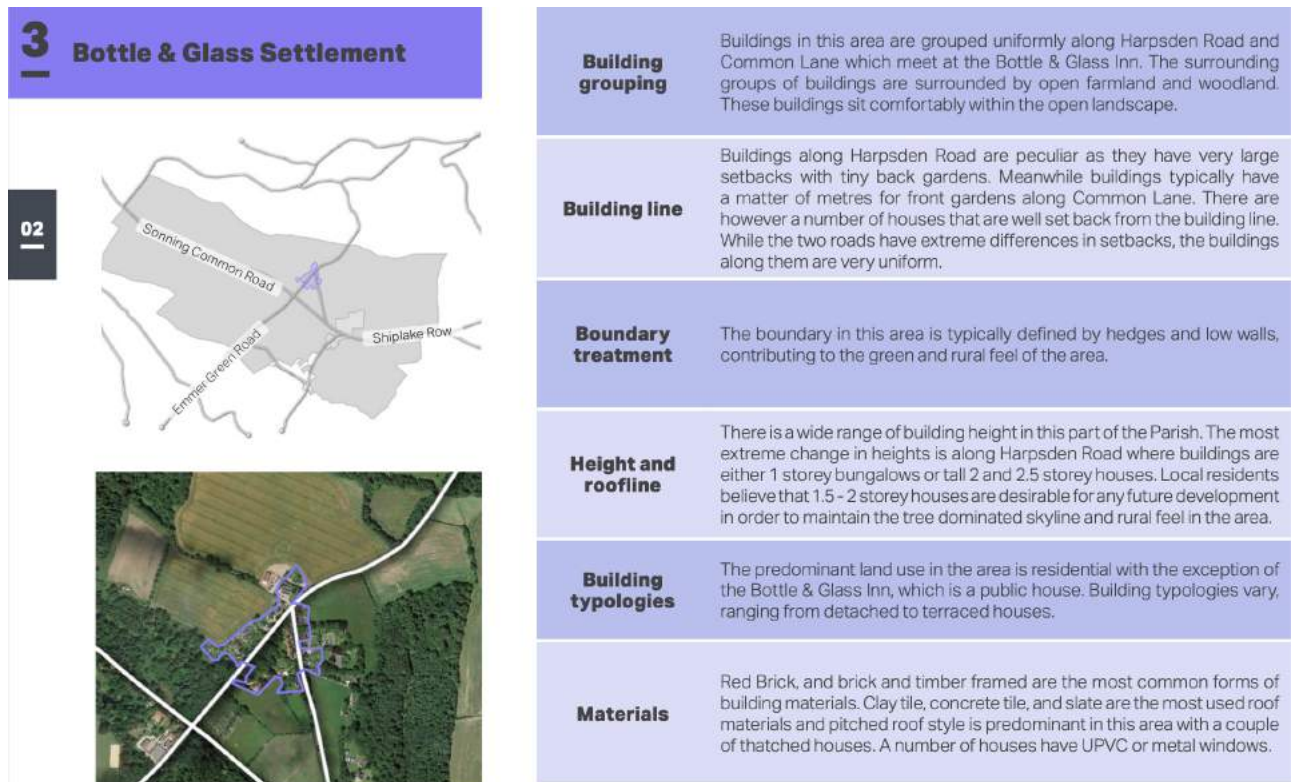 3 Bottle & Glass Settlement
02
Sonning Common Road
Shiplake Row
Emmer Green Road
Building
grouping
Buildings in this area are grouped uniformly along Harpsden Road and
Common Lane which meet at the Bottle & Glass Inn. The surrounding
groups of buildings are surrounded by open farmland and woodland.
These buildings sit comfortably within the open landscape.
Building line
Buildings along Harpsden Road are peculiar as they have very large
setbacks with tiny back gardens. Meanwhile buildings typically have
a matter of metres for front gardens along Common Lane. There are
however a number of houses that are well set back from the building line.
While the two roads have extreme differences in setbacks, the buildings
along them are very uniform.
Boundary
treatment
The boundary in this area is typically defined by hedges and low walls,
contributing to the green and rural feel of the area.
Height and
roofline
There is a wide range of building height in this part of the Parish. The most
extreme change in heights is along Harpsden Road where buildings are
either 1 storey bungalows or tall 2 and 2.5 storey houses. Local residents
believe that 1.5 - 2 storey houses are desirable for any future development
in order to maintain the tree dominated skyline and rural feel in the area.
Building
typologies
The predominant land use in the area is residential with the exception of
the Bottle & Glass Inn, which is a public house. Building typologies vary,
ranging from detached to terraced houses.
Materials
Red Brick, and brick and timber framed are the most common forms of
building materials. Clay tile, concrete tile, and slate are the most used roof
materials and pitched roof style is predominant in this area with a couple
of thatched houses. A number of houses have UPVC or metal windows.